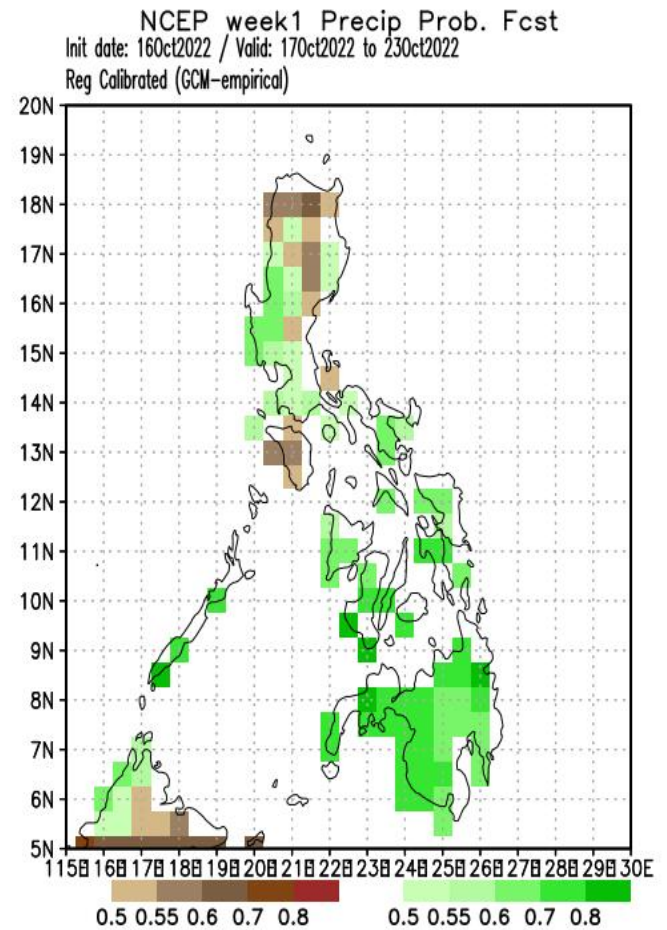 NCEP week1 Precip Prob. Fcst
Init date: 16Oct2022 / Valid: 17Oct2022 to 23Oct2022
Reg Calibrated (GCM-empirical)
20N
19N
18N
17N
16N
15N
14N
13N
12N
11N
10N
9N
8N
7N
6N
5N
115E 116E 117E 118E 119E 120E 121E 122E 123E 124E 125E 126E 127E 128E 129E 130E
0.5 0.55 0.6 0.7 0.8 0.5 0.55 0.6 0.7 0.8